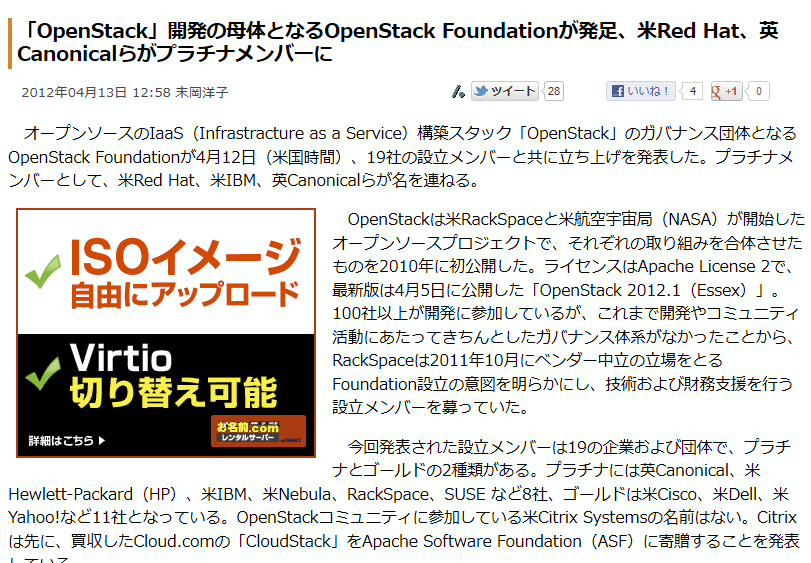 「OpenStack」開発の母体となるOpenStack Foundationが発足、米Red Hat、英
Canonicalらがプラチナメンバーに
2012年04月13日 12:58 末岡洋子
ツイート 28 いいね！ 4 +1 0
オープンソースのIaaS（Infrastracture as a Service）構築スタック「OpenStack」のガバナンス団体となる
OpenStack Foundationが4月12日（米国時間）、19社の設立メンバーと共に立ち上げを発表した。プラチナメ
ンバーとして、米Red Hat、米IBM、英Canonicalらが名を連ねる。
ISOイメージ
自由にアップロード
Virtio
切り替え可能
お名前.com
レンタルサーバー
詳細はこちら
OpenStackは米RackSpaceと米航空宇宙局（NASA）が開始した
オープンソースプロジェクトで、それぞれの取り組みを合体させた
ものを2010年に初公開した。ライセンスはApache License 2で、
最新版は4月5日に公開した「OpenStack 2012.1（Essex）」。
100社以上が開発に参加しているが、これまで開発やコミュニティ
活動にあたってきちんとしたガバナンス体系がなかったことから、
RackSpaceは2011年10月にベンダー中立の立場をとる
Foundation設立の意図を明らかにし、技術および財務支援を行う
設立メンバーを募っていた。
今回発表された設立メンバーは19の企業および団体で、プラチ
ナとゴールドの2種類がある。プラチナには英Canonical、米
Hewlett-Packard（HP）、米IBM、米Nebula、RackSpace、SUSE など8社、ゴールドは米Cisco、米Dell、米
Yahoo!など11社となっている。OpenStackコミュニティに参加している米Citrix Systemsの名前はない。Citrix
は先に、買収したCloud.comの「CloudStack」をApache Software Foundation（ASF）に寄贈することを発表
している